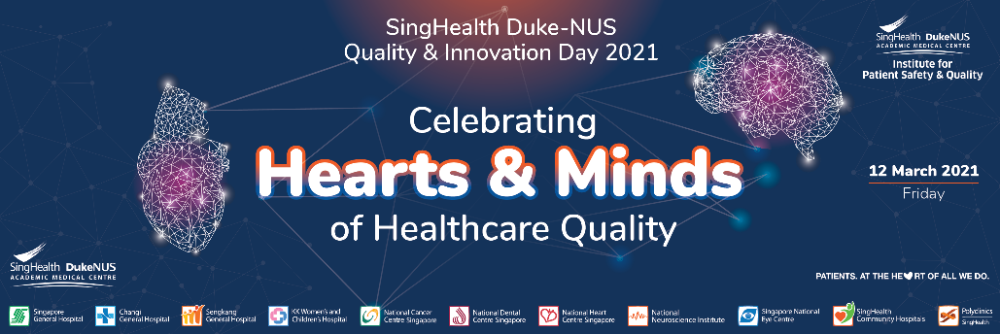 SingHealth Duke-NUS
Quality & Innovation Day 2021
SingHealth DukeNUS
ACADEMIC MEDICAL CENTRE
Institute for
Patient Safety & Quality
Celebrating
Hearts & Minds
of Healthcare Quality
12 March 2021
Friday
SingHealth DukeNUS
ACADEMIC MEDICAL CENTRE
PATIENTS. AT THE HE RT OF ALL WE DO.
Singapore
General Hospital
Changi
General Hospital
Sengkang
General Hospital
KK Women's and
Children's Hospital
National Cancer
Centre Singapore
National Dental
Centre Singapore
National Heart
Centre Singapore
National
Neuroscience Institute
Singapore National
Eye Centre
SingHealth
Community Hospitals
Polyclinics
SingHealth